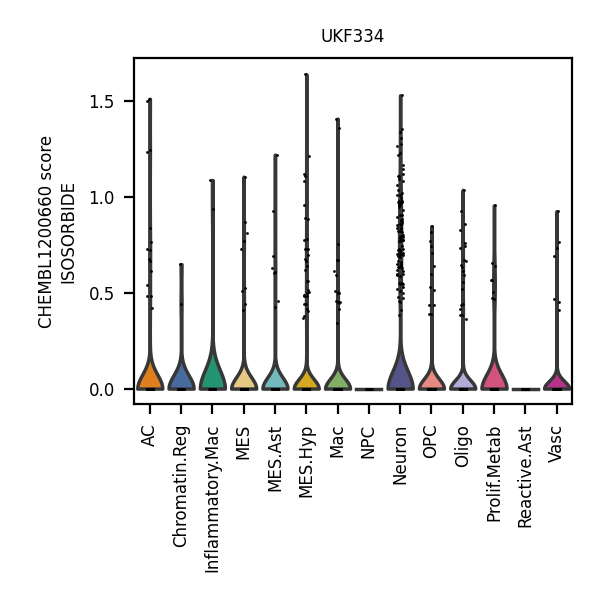 UKF334
CHEMBL1200660 score
ISOSORBIDE
1.5
1.0
0.5
0.0
AC
Chromatin.Reg
Inflammatory.Mac
MES
MES.Ast
MES.Hyp
Mac
NPC
Neuron
OPC
Oligo
Prolif.Metab
Reactive.Ast
Vasc